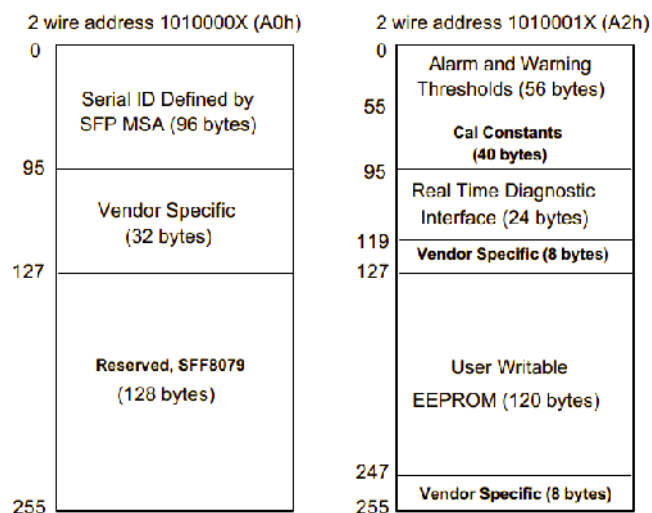 2 wire address 1010000X (A0h)
0
Serial ID Defined by
SFP MSA (96 bytes)
95
Vendor Specific
(32 bytes)
127
Reserved, SFF8079
(128 bytes)
255
2 wire address 1010001X (A2h)
0
Alarm and Warning
Thresholds (56 bytes)
55
Cal Constants
(40 bytes)
95
Real Time Diagnostic
Interface (24 bytes)
119
Vendor Specific (8 bytes)
127
User Writable
EEPROM (120 bytes)
247
Vendor Specific (8 bytes)
255